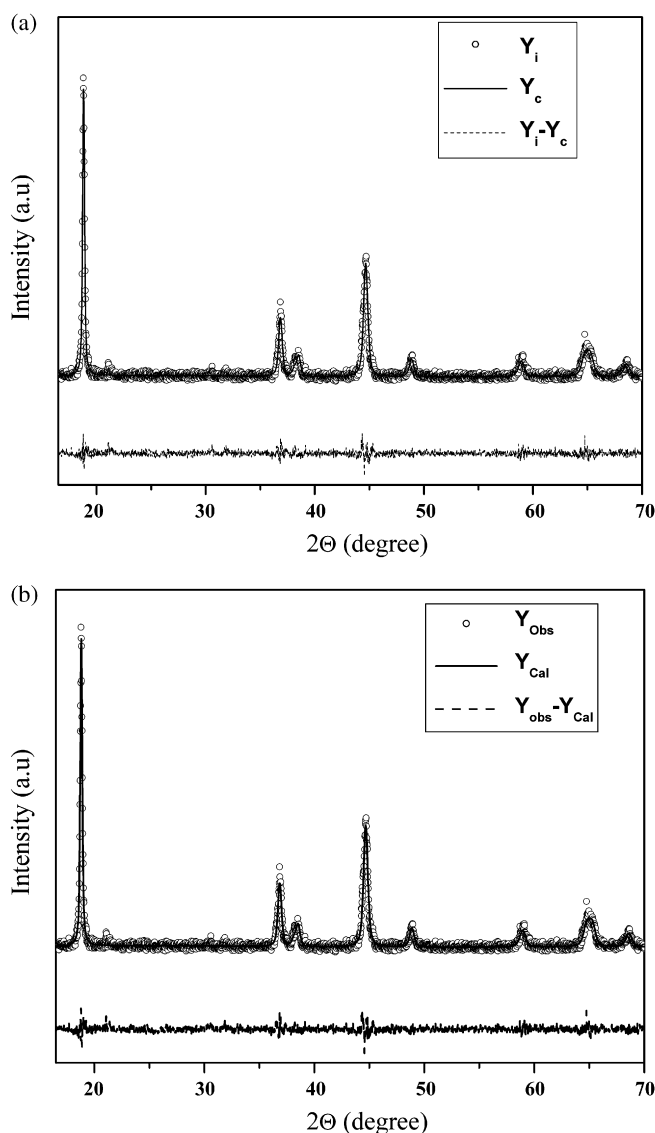 (a)
Y_i
Y_c
Y_i-Y_c
Intensity (a.u)
20 30 40 50 60 70
2Θ (degree)
(b)
Y_Obs
Y_Cal
Y_obs-Y_Cal
Intensity (a.u)
20 30 40 50 60 70
2Θ (degree)